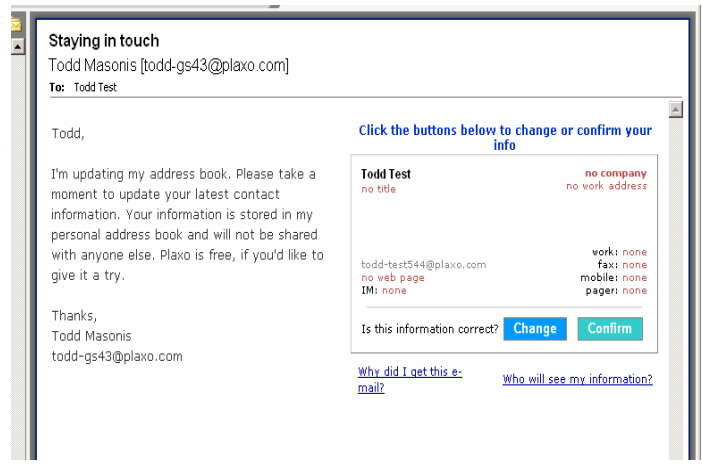 Staying in touch
Todd Masonis [todd-gs43@plaxo.com]
To: Todd Test
Todd,
I'm updating my address book. Please take a
moment to update your latest contact
information. Your information is stored in my
personal address book and will not be shared
with anyone else. Plaxo is free, if you'd like to
give it a try.
Thanks,
Todd Masonis
todd-gs43@plaxo.com
Click the buttons below to change or confirm your
info
Todd Test
no company
no title
no work address
work: none
todd-test544@plaxo.com
fax: none
no web page
mobile: none
IM: none
pager: none
Is this information correct? Change Confirm
Why did I get this e-
mail?
Who will see my information?